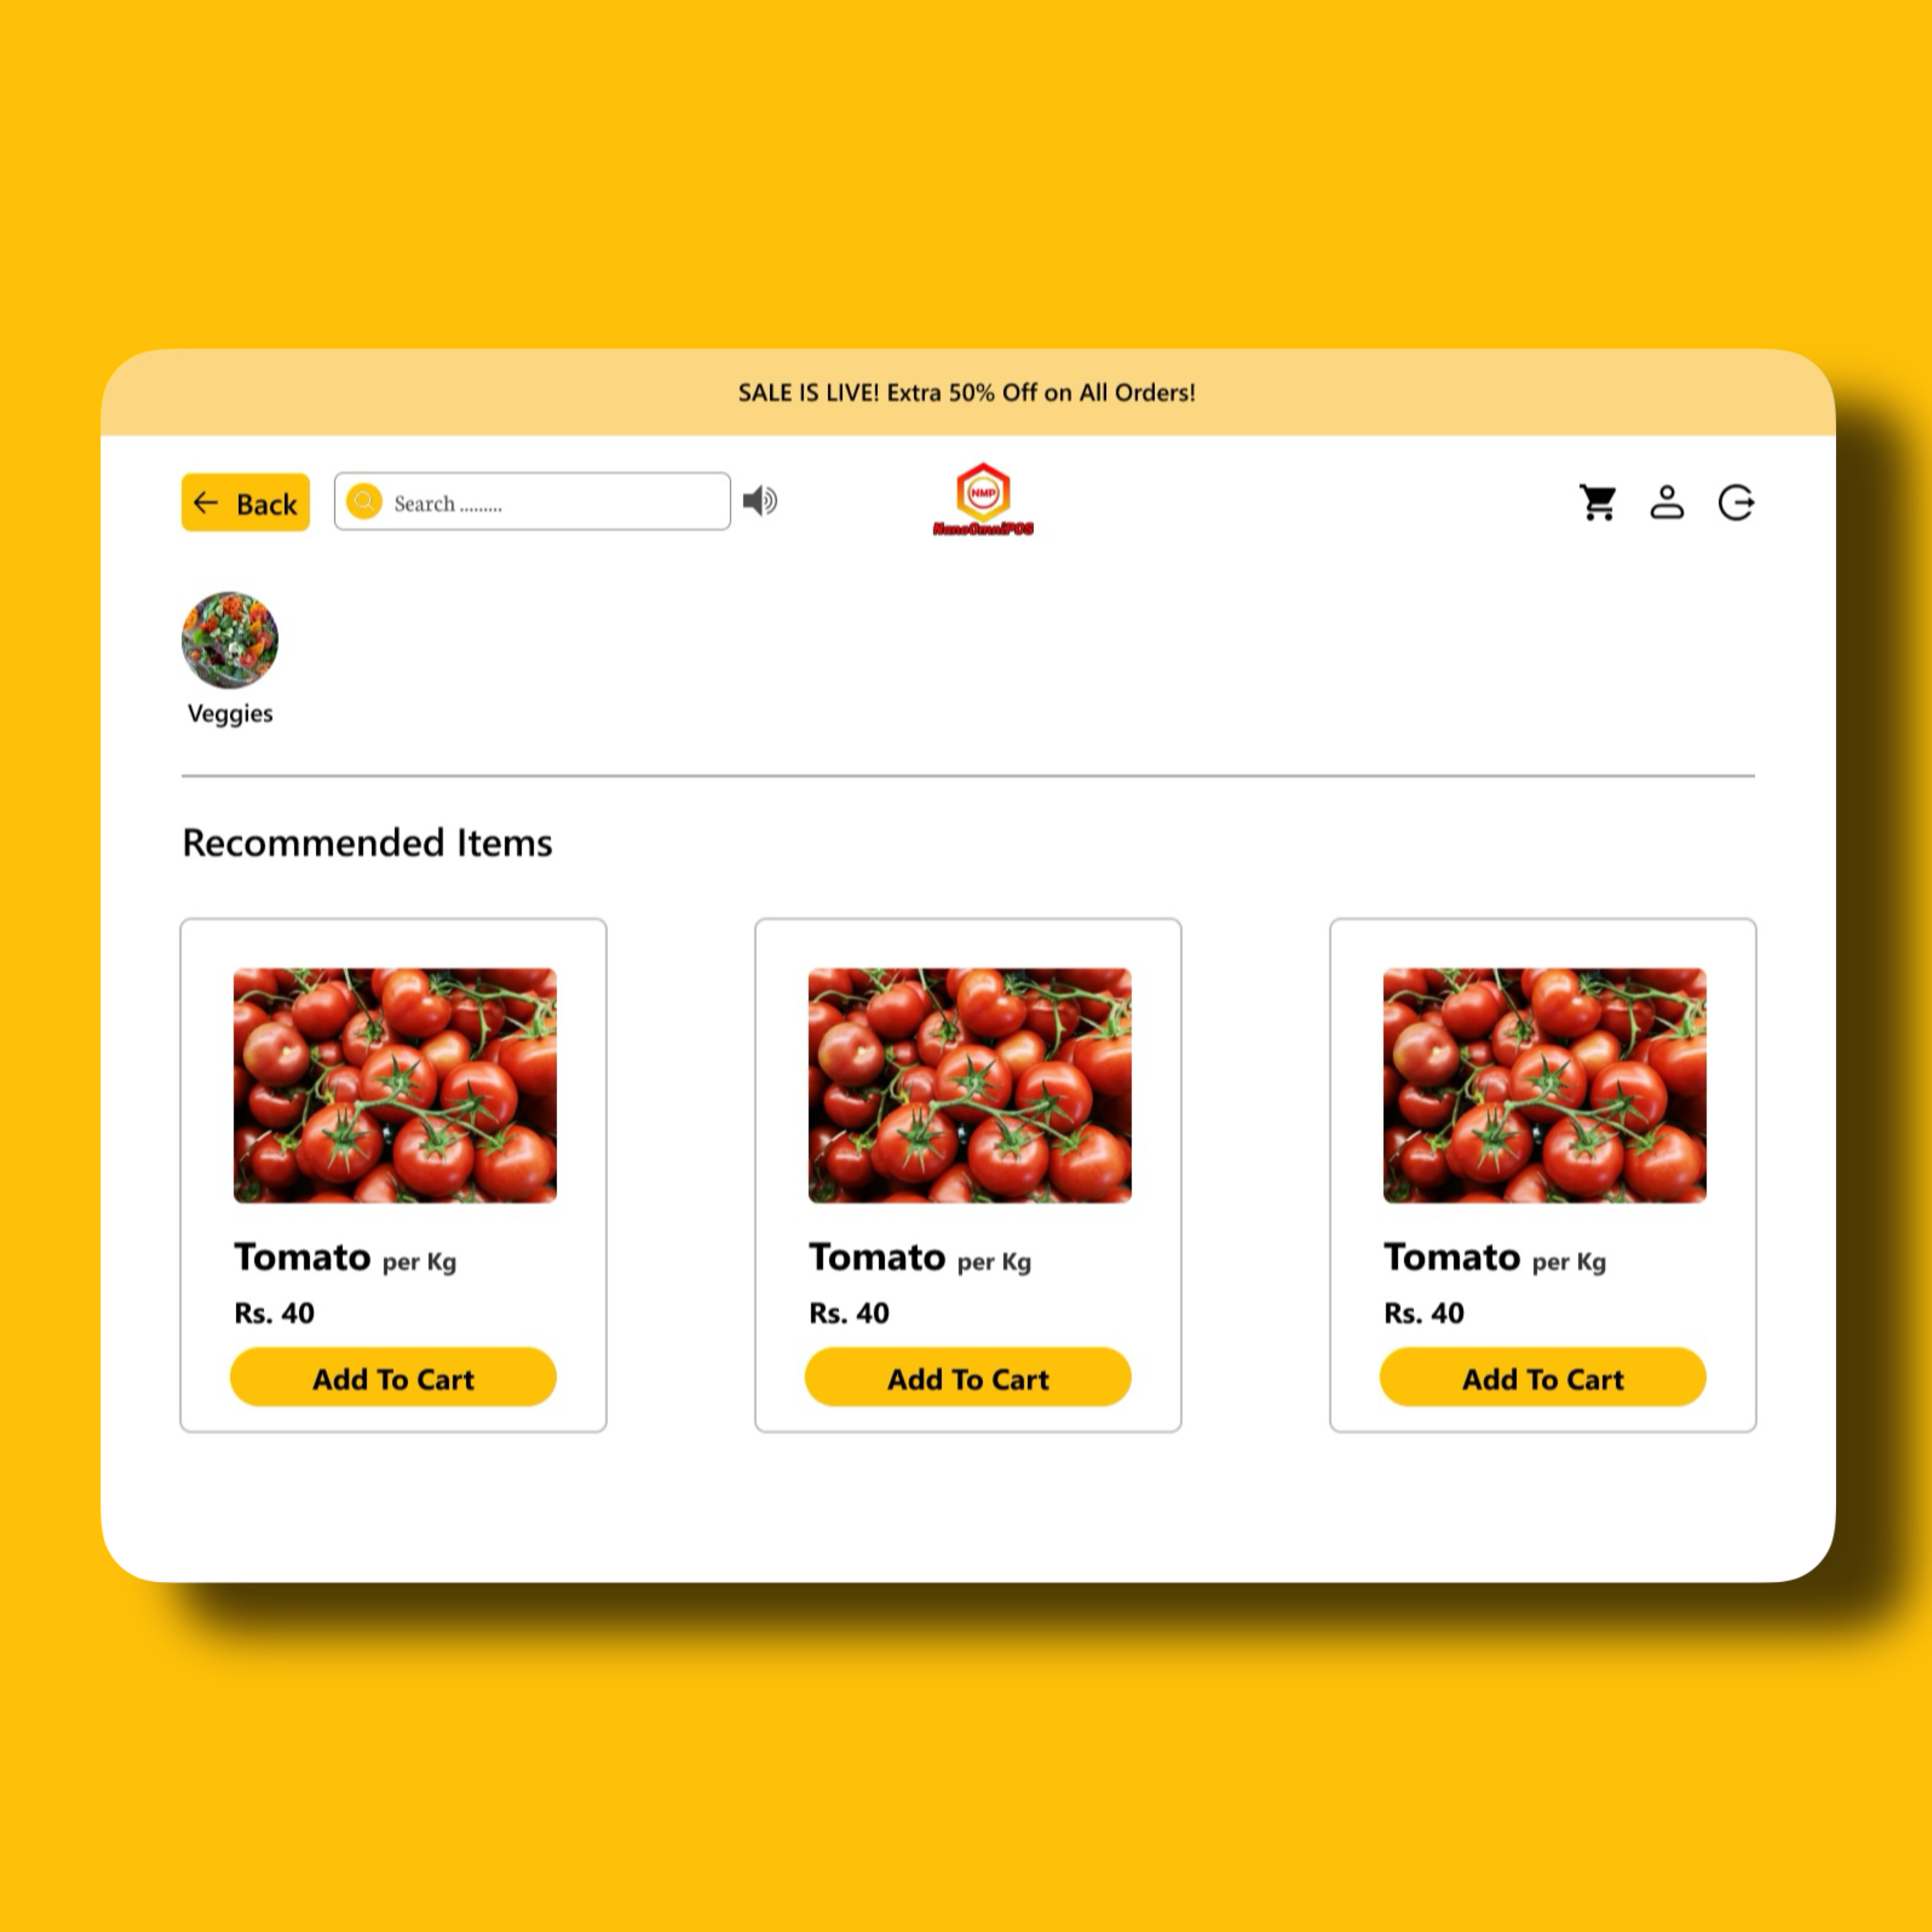 SALE IS LIVE! Extra 50% Off on All Orders!
Back
Search .........
NMP
NanoOmniPOS
Veggies
Recommended Items
Tomato per Kg
Rs. 40
Add To Cart
Tomato per Kg
Rs. 40
Add To Cart
Tomato per Kg
Rs. 40
Add To Cart